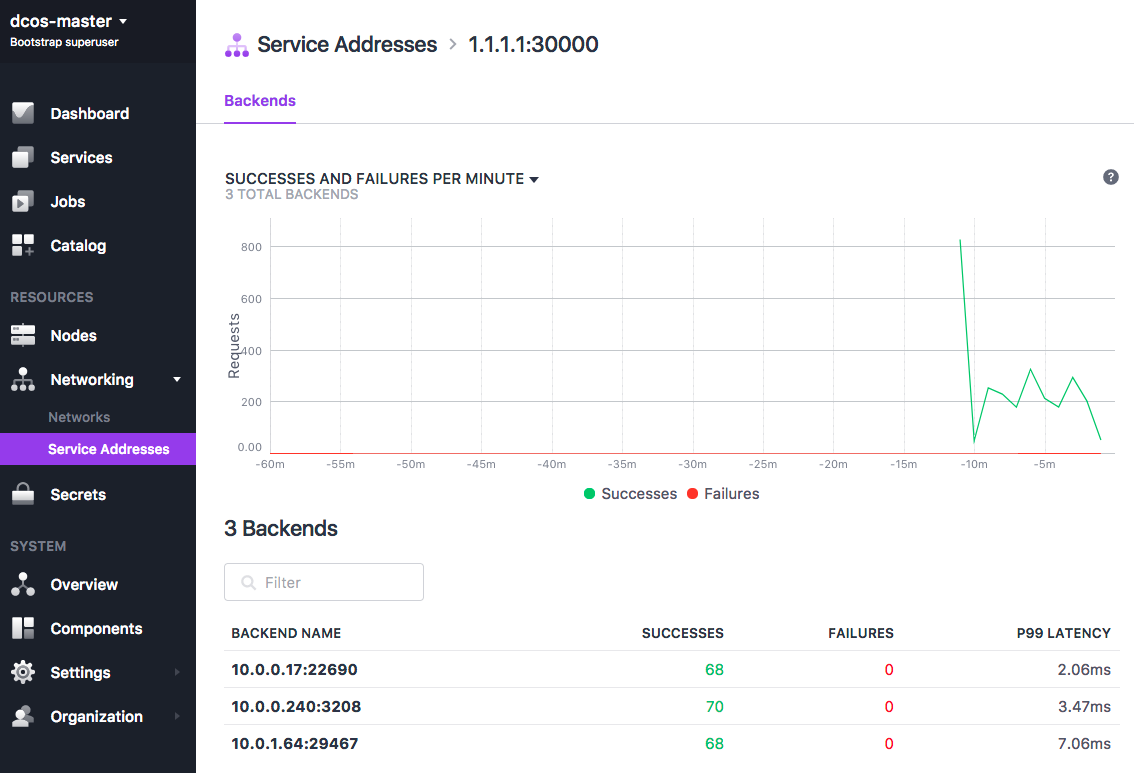 dcos-master
Bootstrap superuser
Dashboard
Services
Jobs
Catalog
RESOURCES
Nodes
Networking
Networks
Service Addresses
Secrets
SYSTEM
Overview
Components
Settings
Organization
Service Addresses > 1.1.1.1:30000
Backends
SUCCESSES AND FAILURES PER MINUTE
?
3 TOTAL BACKENDS
Requests
800
600
400
200
0.00
-60m -55m -50m -45m -40m -35m -30m -25m -20m -15m -10m -5m
Successes Failures
3 Backends
Filter
BACKEND NAME SUCCESSES FAILURES P99 LATENCY
10.0.0.17:22690 68 0 2.06ms
10.0.0.240:3208 70 0 3.47ms
10.0.1.64:29467 68 0 7.06ms